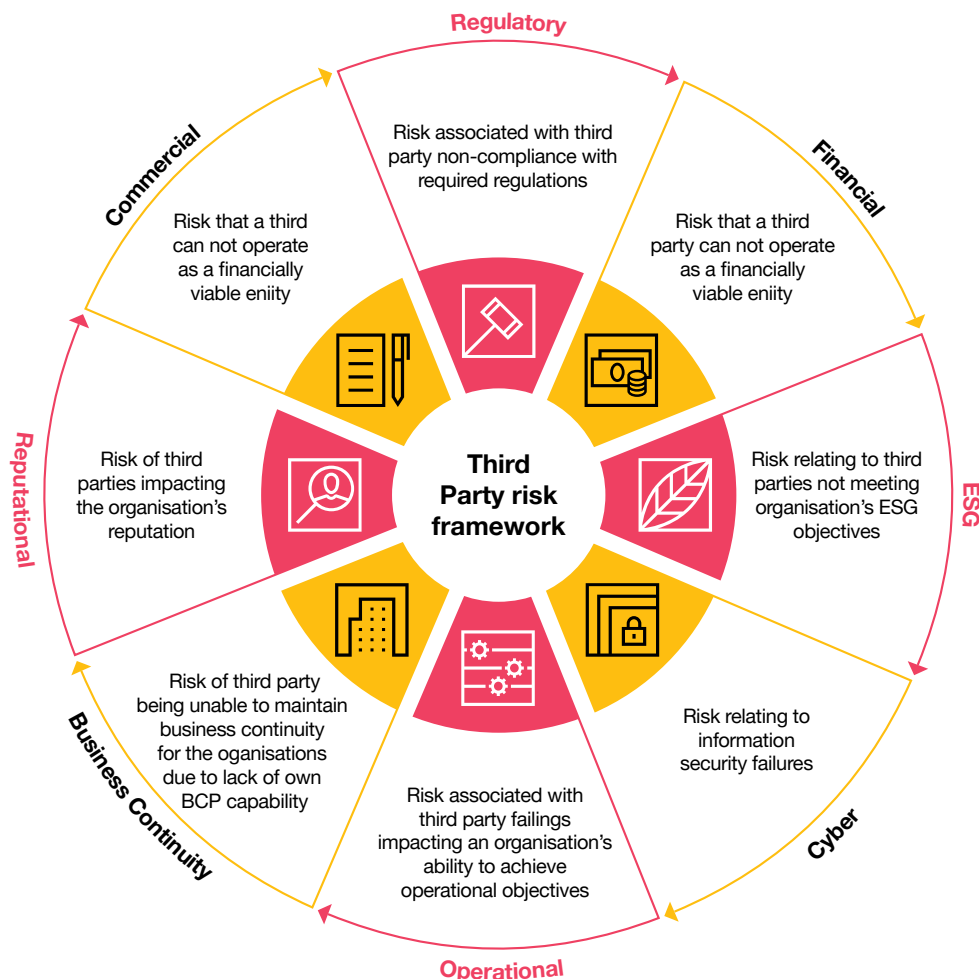 Regulatory
Risk associated with third
party non-compliance with
required regulations
Financial
Risk that a third
party can not operate
as a financially
viable eniity
ESG
Risk relating to third
parties not meeting
organisation's ESG
objectives
Cyber
Risk relating to
information
security failures
Operational
Risk associated with
third party failings
impacting an organisation's
ability to achieve
operational objectives
Business Continuity
Risk of third party
being unable to maintain
business continuity
for the oganisations
due to lack of own
BCP capability
Reputational
Risk of third
parties impacting
the organisation's
reputation
Commercial
Risk that a third
can not operate
as a financially
viable eniity
Third
Party risk
framework